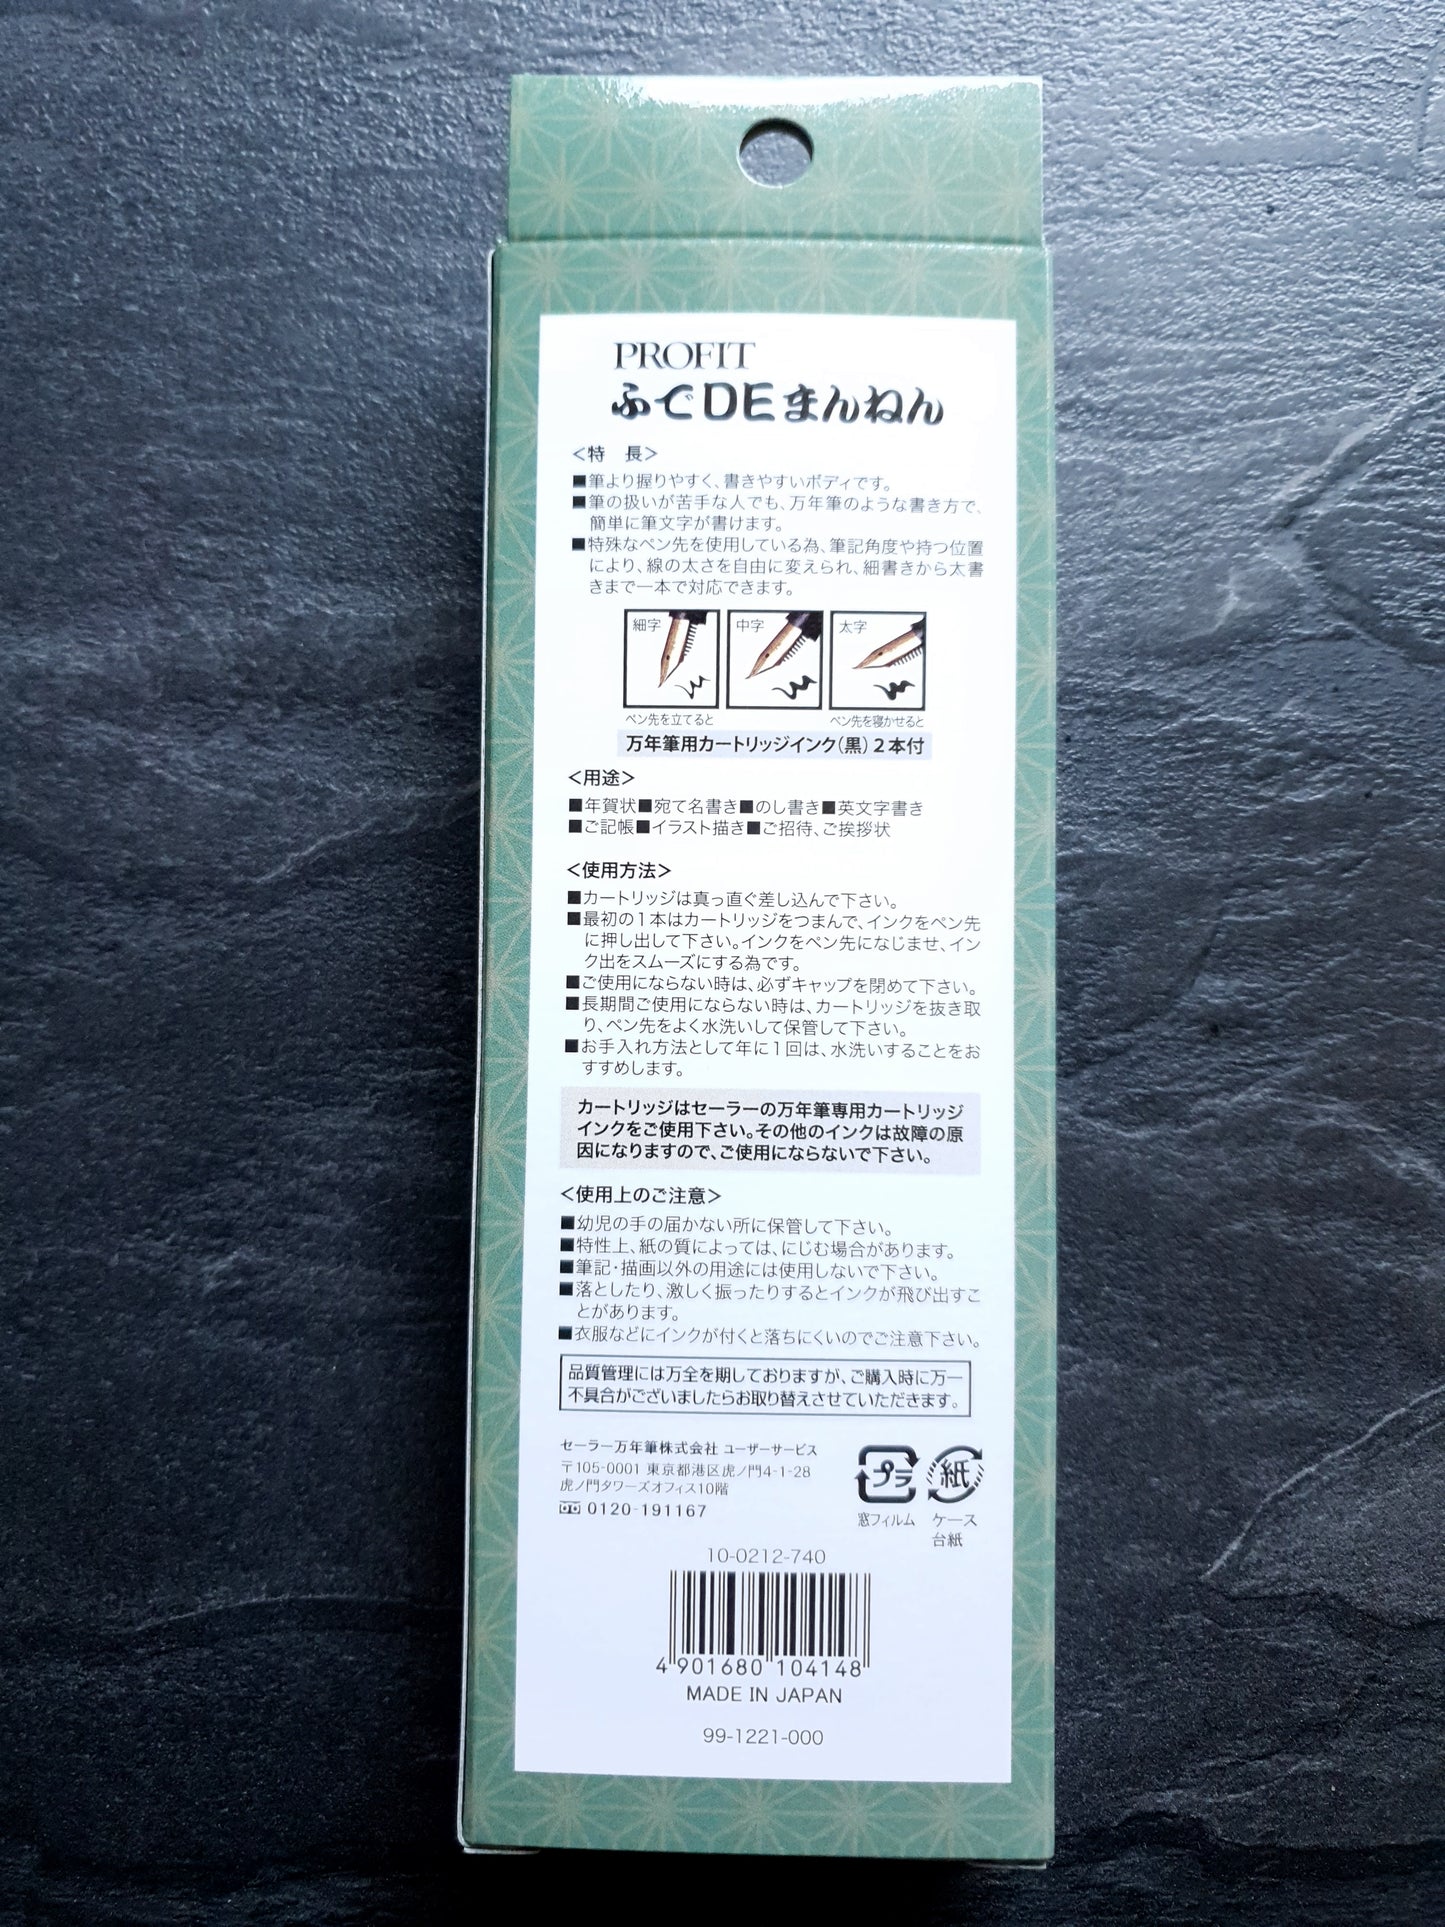 PROFIT
ふでDEまんねん
＜特　長＞
■筆より握りやすく、書きやすいボディです。
■筆の扱いが苦手な人でも、万年筆のような書き方で、
簡単に筆文字が書けます。
■特殊なペン先を使用している為、筆記角度や持つ位置
により、線の太さを自由に変えられ、細書きから太書
きまで一本で対応できます。
細字 中字 太字
ペン先を立てると ペン先を寝かせると
万年筆用カートリッジインク(黒)2本付
＜用途＞
■年賀状■宛て名書き■のし書き■英文字書き
■ご記帳■イラスト描き■ご招待、ご挨拶状
＜使用方法＞
■カートリッジは真っ直ぐ差し込んで下さい。
■最初の1本はカートリッジをつまんで、インクをペン先
に押し出して下さい。インクをペン先になじませ、イン
ク出をスムーズにする為です。
■ご使用にならない時は、必ずキャップを閉めて下さい。
■長期間ご使用にならない時は、カートリッジを抜き取
り、ペン先をよく水洗いして保管して下さい。
■お手入れ方法として年に1回は、水洗いすることをお
すすめします。
カートリッジはセーラーの万年筆専用カートリッジ
インクをご使用下さい。その他のインクは故障の原
因になりますので、ご使用にならないで下さい。
＜使用上のご注意＞
■幼児の手の届かない所に保管して下さい。
■特性上、紙の質によっては、にじむ場合があります。
■筆記・描画以外の用途には使用しないで下さい。
■落としたり、激しく振ったりするとインクが飛び出すこ
とがあります。
■衣服などにインクが付くと落ちにくいのでご注意下さい。
品質管理には万全を期しておりますが、ご購入時に万一
不具合がございましたらお取り替えさせていただきます。
セーラー万年筆株式会社 ユーザーサービス
〒105-0001 東京都港区虎ノ門4-1-28
虎ノ門タワーズオフィス10階
0120-191167
プラ 紙
窓フィルム ケース
台紙
10-0212-740
4 901680 104148
MADE IN JAPAN
99-1221-000